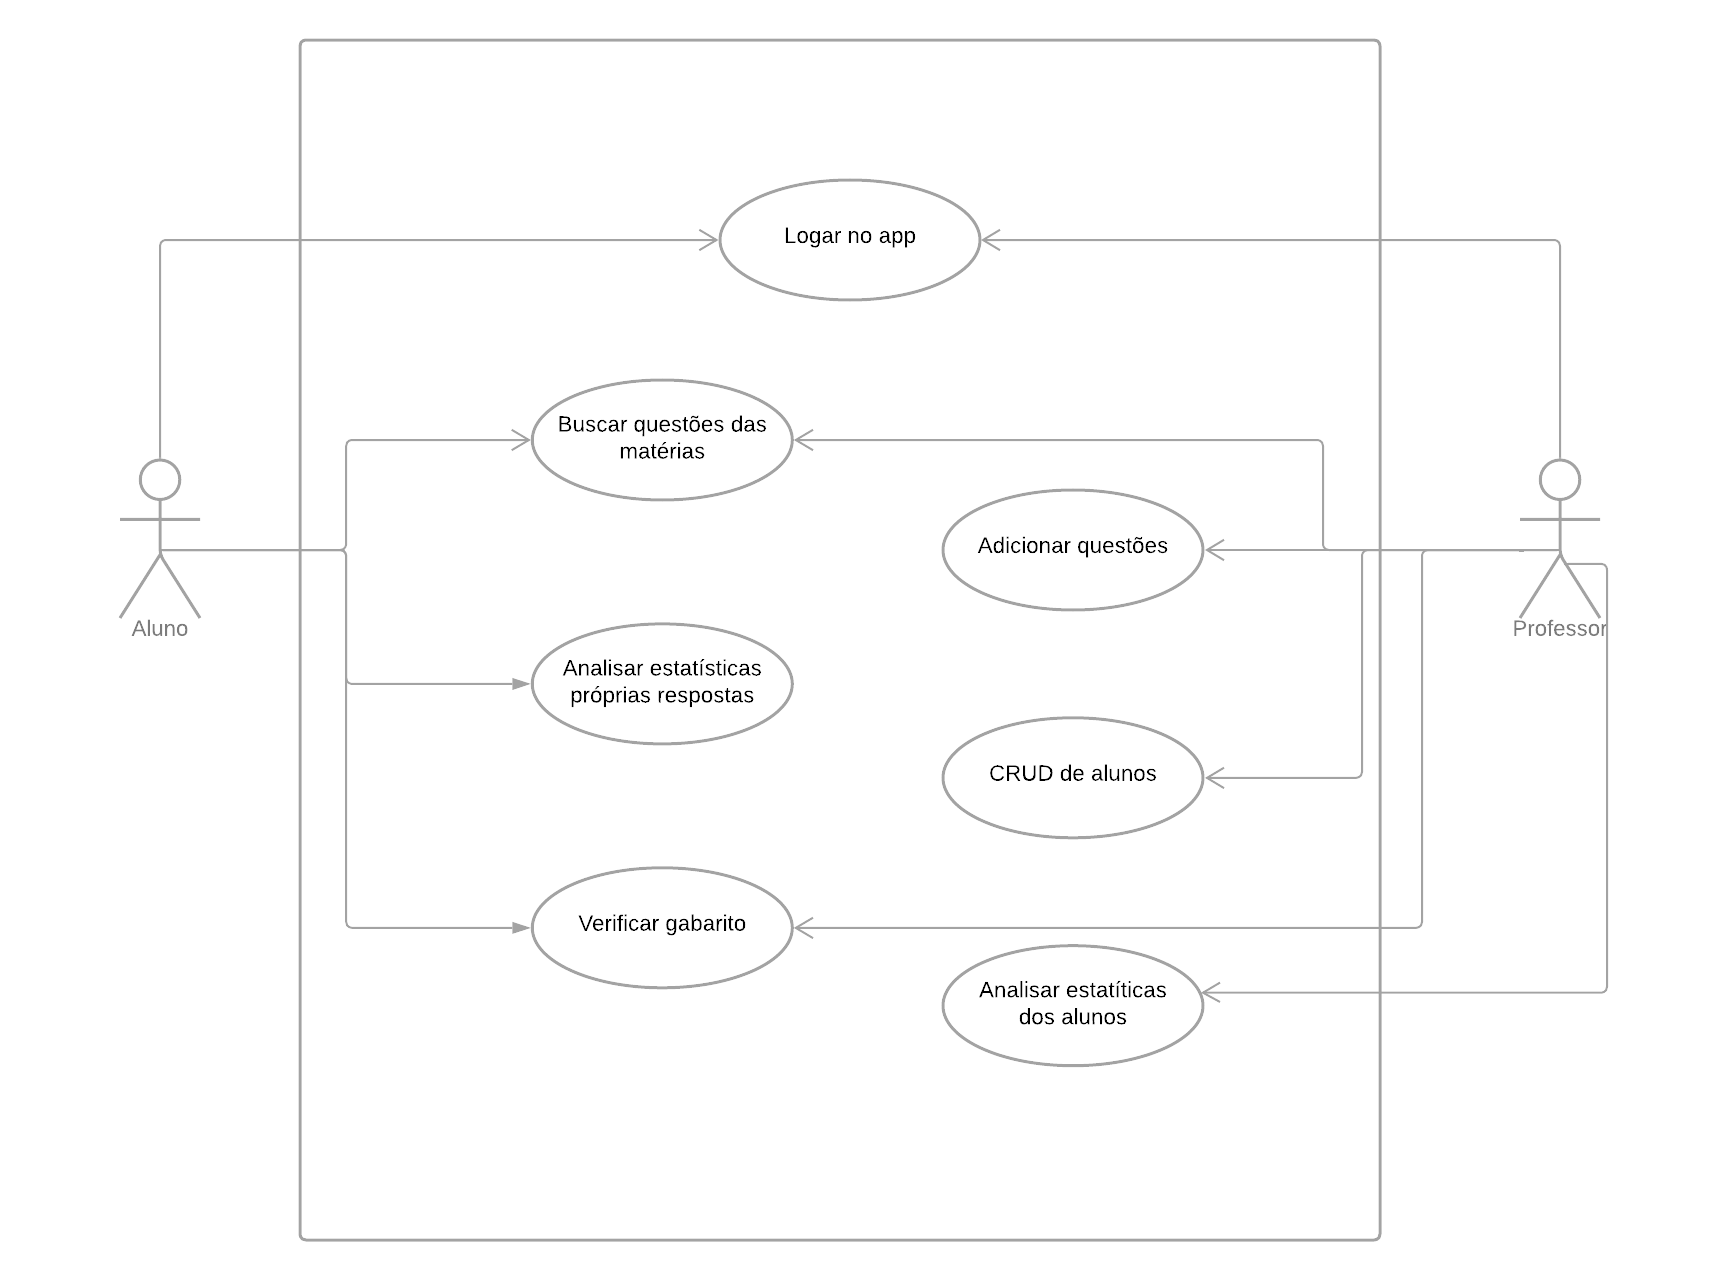 Logar no app
Buscar questões das
matérias
Adicionar questões
Aluno
Professor
Analisar estatísticas
próprias respostas
CRUD de alunos
Verificar gabarito
Analisar estatíticas
dos alunos